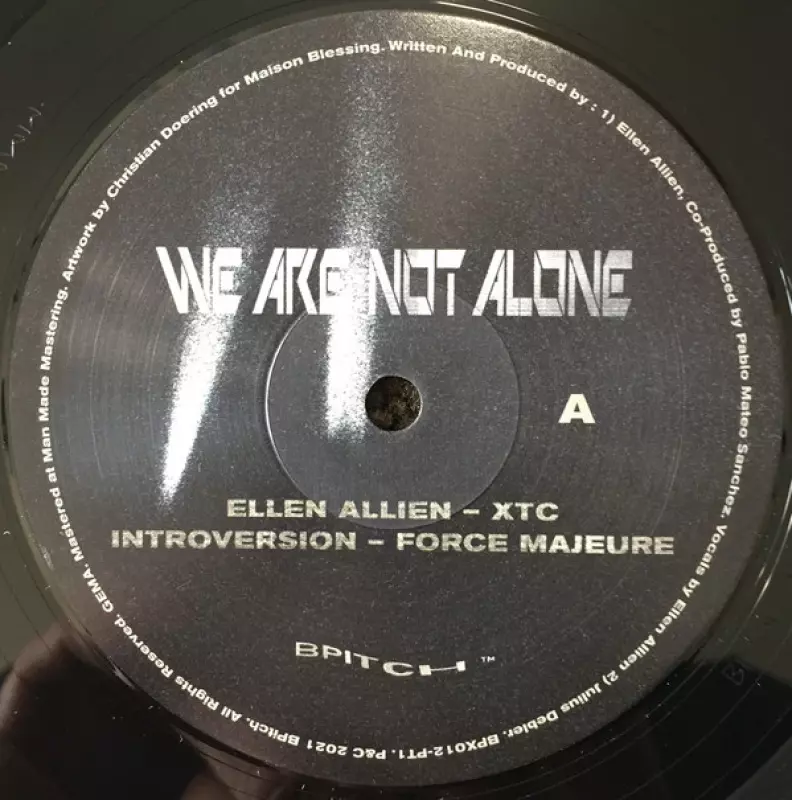 WE ARE NOT ALONE
A
ELLEN ALLIEN – XTC
INTROVERSION – FORCE MAJEURE
BPITCH ™
Written And Produced by : 1) Ellen Allien, Co-Produced by Pablo Mateo Sanchez. Vocals by Ellen Allien 2) Julius Debler. BPX012-PT1. P&C 2021 BPitch. All Rights Reserved. GEMA. Mastered at Man Made Mastering. Artwork by Christian Doering for Maison Blessing.